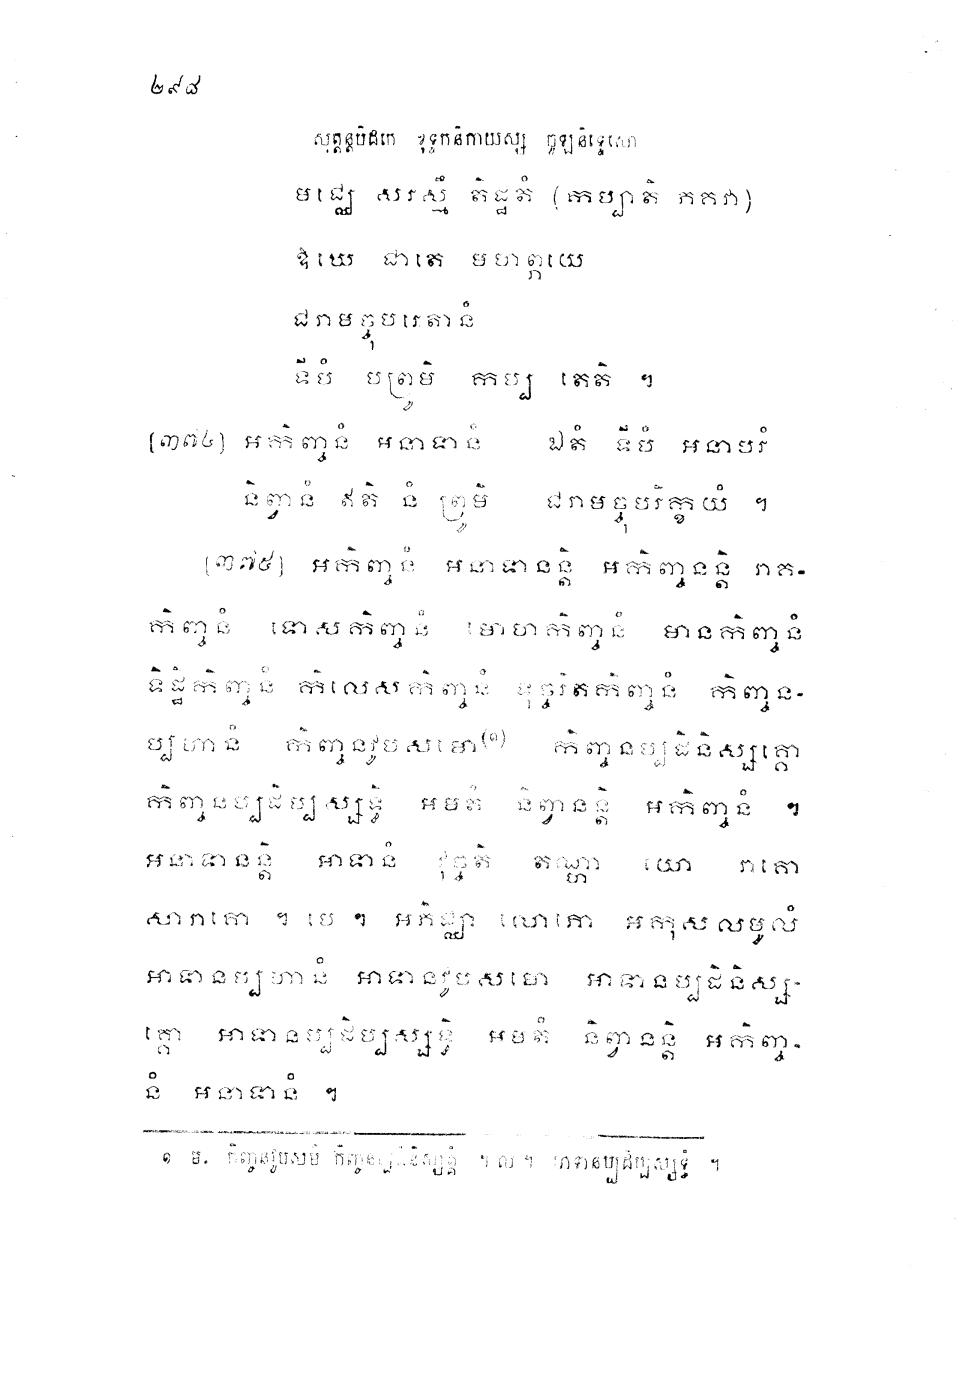 ២៩៨
សុត្តន្តបិដកេ ខុទ្ទកនិកាយស្ស ចូឡនិទ្ទេសោ
មជ្ឈេ សរស្មឹ តិដ្ឋតំ (កប្បាតិ ភគវា)
ឱឃេ ជាតេ មហព្ភយេ
ជរាមច្ចុបរេតានំ
ទីបំ បព្រូមិ កប្ប តេតិ ។
[៣៧៤] អកិញ្ចនំ អនាទានំ ឯតំ ទីបំ អនាបរំ
និព្វានំ ឥតិ នំ ព្រូមិ ជរាមច្ចុបរិក្ខយំ ។
[៣៧៥] អកិញ្ចនំ អនាទានន្តិ អកិញ្ចនន្តិ រាគ-
កិញ្ចនំ ទោសកិញ្ចនំ មោហកិញ្ចនំ មានកិញ្ចនំ
ទិដ្ឋិកិញ្ចនំ កិលេសកិញ្ចនំ ទុច្ចរិតកិញ្ចនំ កិញ្ចន-
ប្បហានំ កិញ្ចនវូបសមោ(១) កិញ្ចនប្បដិនិស្សគ្គោ
កិញ្ចនប្បដិប្បស្សទ្ធិ អមតំ និព្វានន្តិ អកិញ្ចនំ ។
អនាទានន្តិ អាទានំ វុច្ចតិ តណ្ហា យោ រាគោ
សារាគោ ។ បេ ។ អភិជ្ឈា លោភោ អកុសលមូលំ
អាទានប្បហានំ អាទានវូបសមោ អាទានប្បដិនិស្ស-
គ្គោ អាទានប្បដិប្បស្សទ្ធិ អមតំ និព្វានន្តិ អកិញ្ច-
នំ អនាទានំ ។
១ ម. កិញ្ចនវូបសមំ កិញ្ចនប្បដិនិស្សគ្គំ ។ ល ។ អាទានប្បដិប្បស្សទ្ធឹ ។